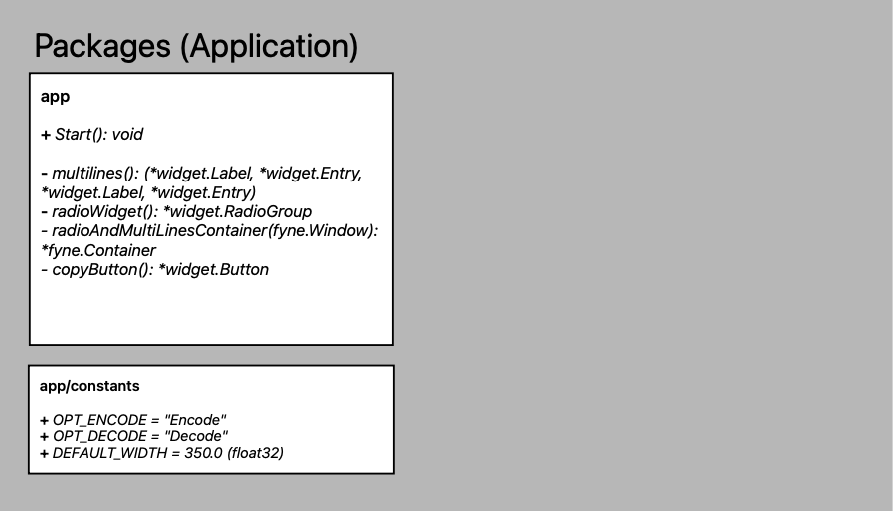 Packages (Application)
app
+ Start(): void
- multilines(): (*widget.Label, *widget.Entry,
*widget.Label, *widget.Entry)
- radioWidget(): *widget.RadioGroup
- radioAndMultiLinesContainer(fyne.Window):
*fyne.Container
- copyButton(): *widget.Button
app/constants
+ OPT_ENCODE = "Encode"
+ OPT_DECODE = "Decode"
+ DEFAULT_WIDTH = 350.0 (float32)